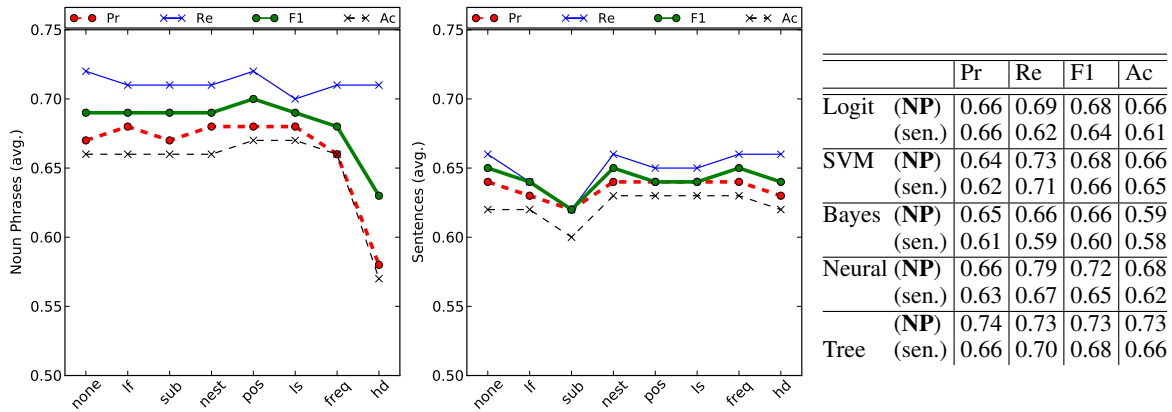 Pr Re F1 Ac
0.75
0.70
0.65
0.60
0.55
0.50
Noun Phrases (avg.)
none lf sub nest pos ls freq hd
Pr Re F1 Ac
0.75
0.70
0.65
0.60
0.55
0.50
Sentences (avg.)
none lf sub nest pos ls freq hd
Pr Re F1 Ac
Logit (NP) 0.66 0.69 0.68 0.66
(sen.) 0.66 0.62 0.64 0.61
SVM (NP) 0.64 0.73 0.68 0.66
(sen.) 0.62 0.71 0.66 0.65
Bayes (NP) 0.65 0.66 0.66 0.59
(sen.) 0.61 0.59 0.60 0.58
Neural (NP) 0.66 0.79 0.72 0.68
(sen.) 0.63 0.67 0.65 0.62
(NP) 0.74 0.73 0.73 0.73
Tree (sen.) 0.66 0.70 0.68 0.66